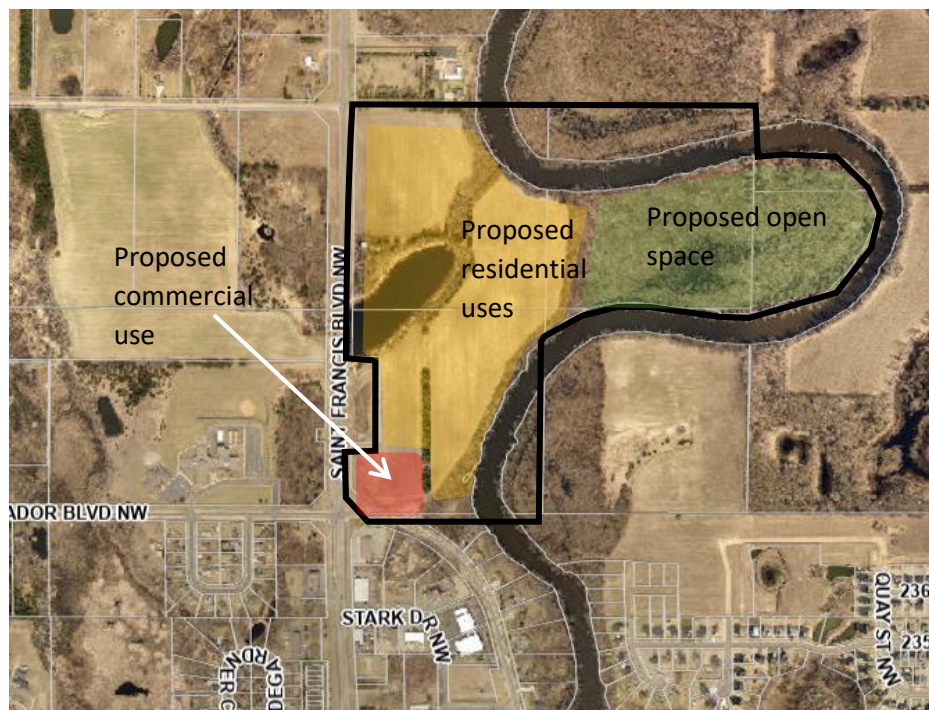 Proposed
commercial
use
Proposed
residential
uses
Proposed open
space
SAINT FRANCIS BLVD NW
ADOR BLVD NW
STARK DR NW
DEGARDNER C
QUAY ST NW
236
235